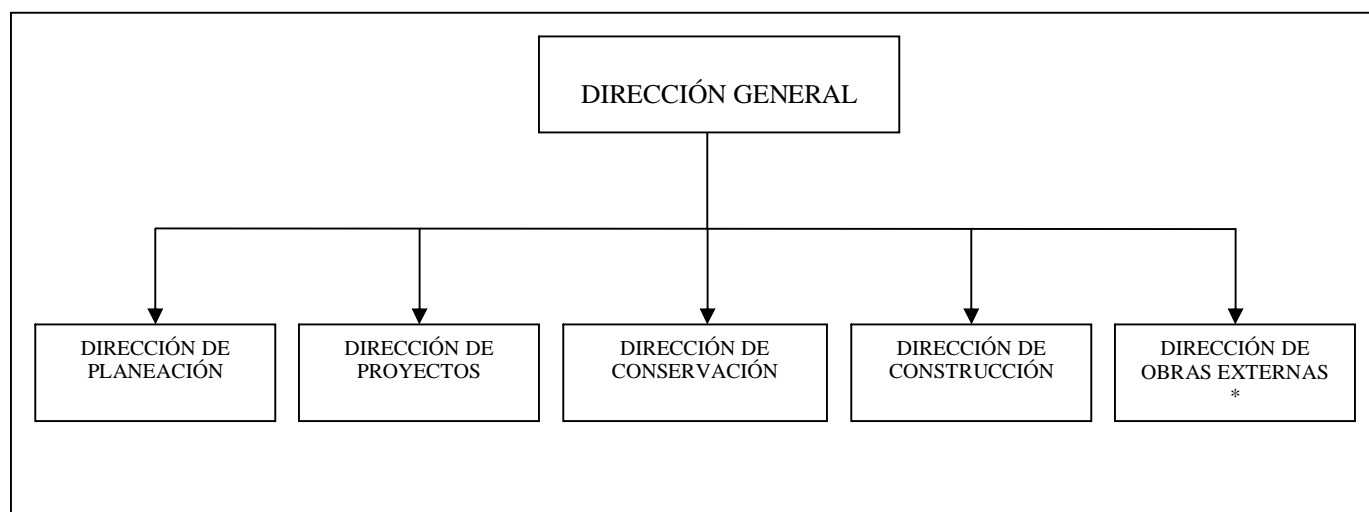 DIRECCIÓN GENERAL
DIRECCIÓN DE
PLANEACIÓN
DIRECCIÓN DE
PROYECTOS
DIRECCIÓN DE
CONSERVACIÓN
DIRECCIÓN DE
CONSTRUCCIÓN
DIRECCIÓN DE
OBRAS EXTERNAS
*